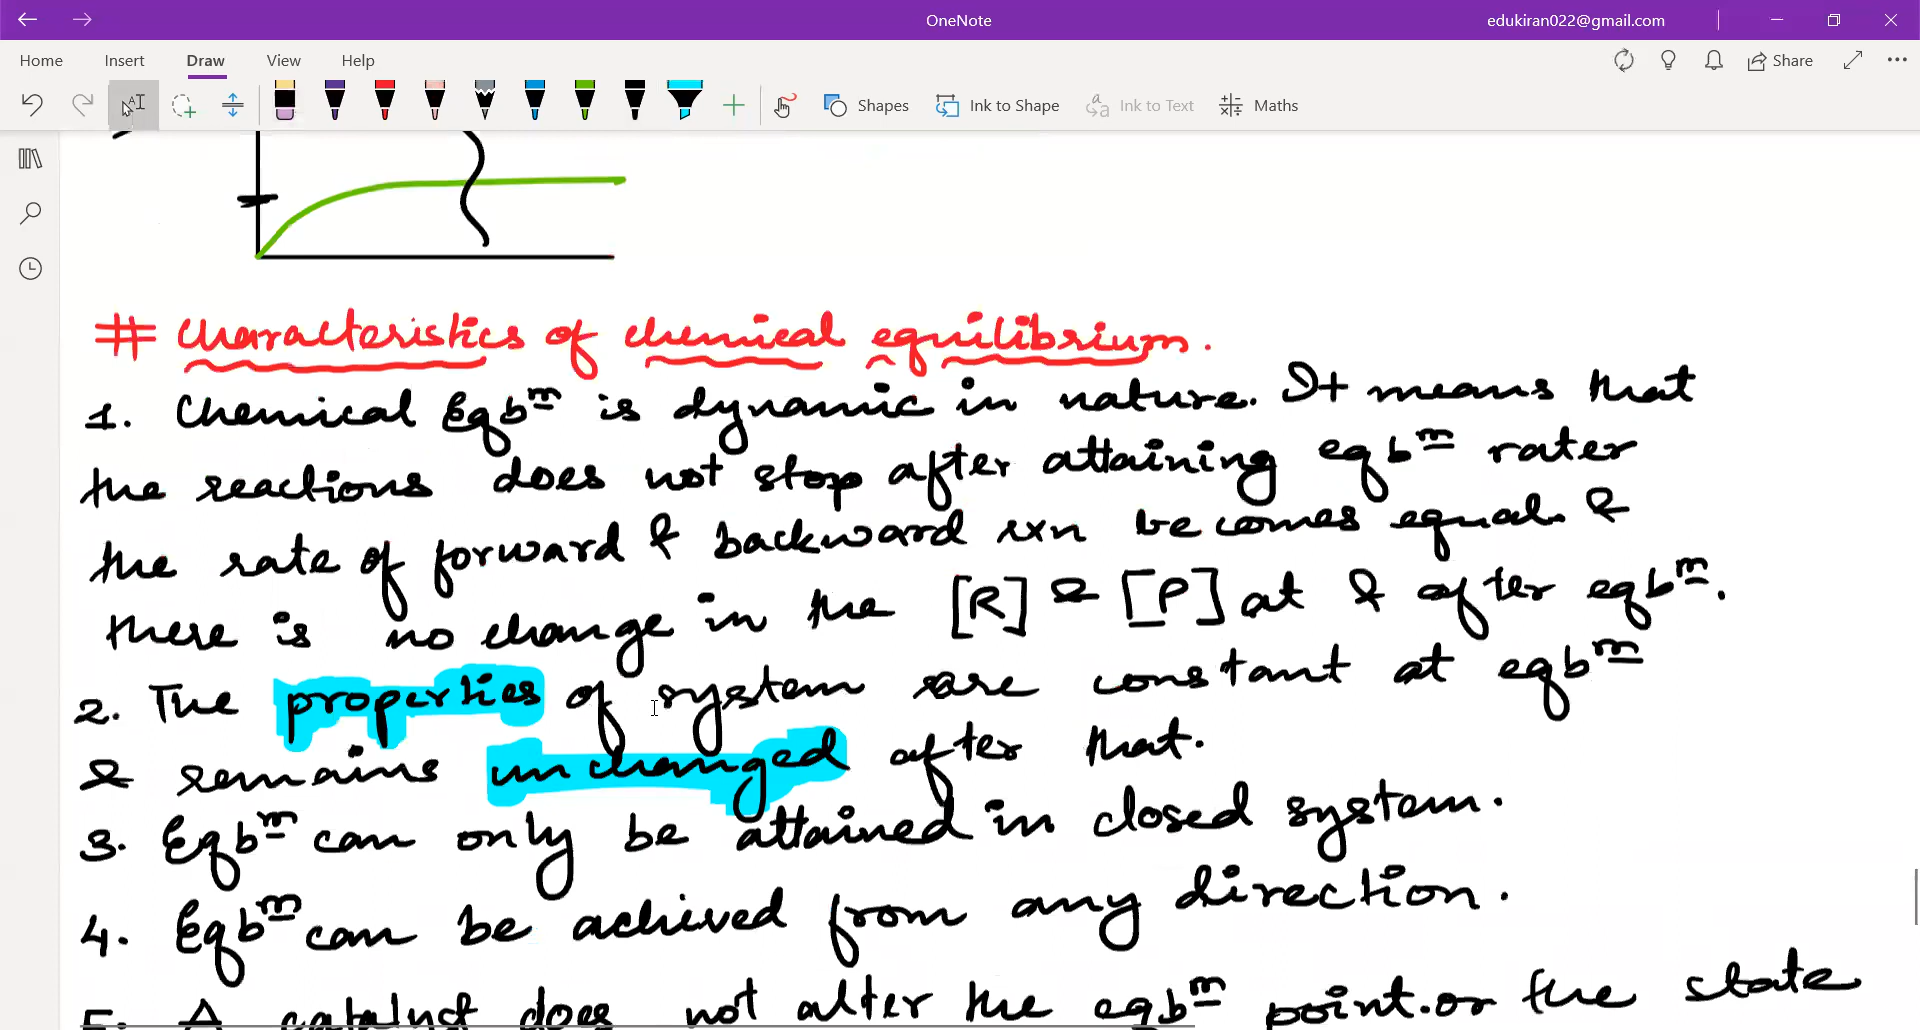 OneNote
edukiran022@gmail.com
Home Insert Draw View Help
Share
Shapes Ink to Shape Ink to Text Maths
# Characteristics of chemical equilibrium.
1. Chemical Eqbm is dynamic in nature. It means that
the reactions does not stop after attaining eqbm rater
the rate of forward & backward rxn becomes equal. &
there is no change in the [R] & [P] at & after eqbm.
2. The properties of system are constant at eqbm
& remains unchanged after that.
3. Eqbm can only be attained in closed system.
4. Eqbm can be achived from any direction.
5. A catalyst does not alter the eqbm point. or the state